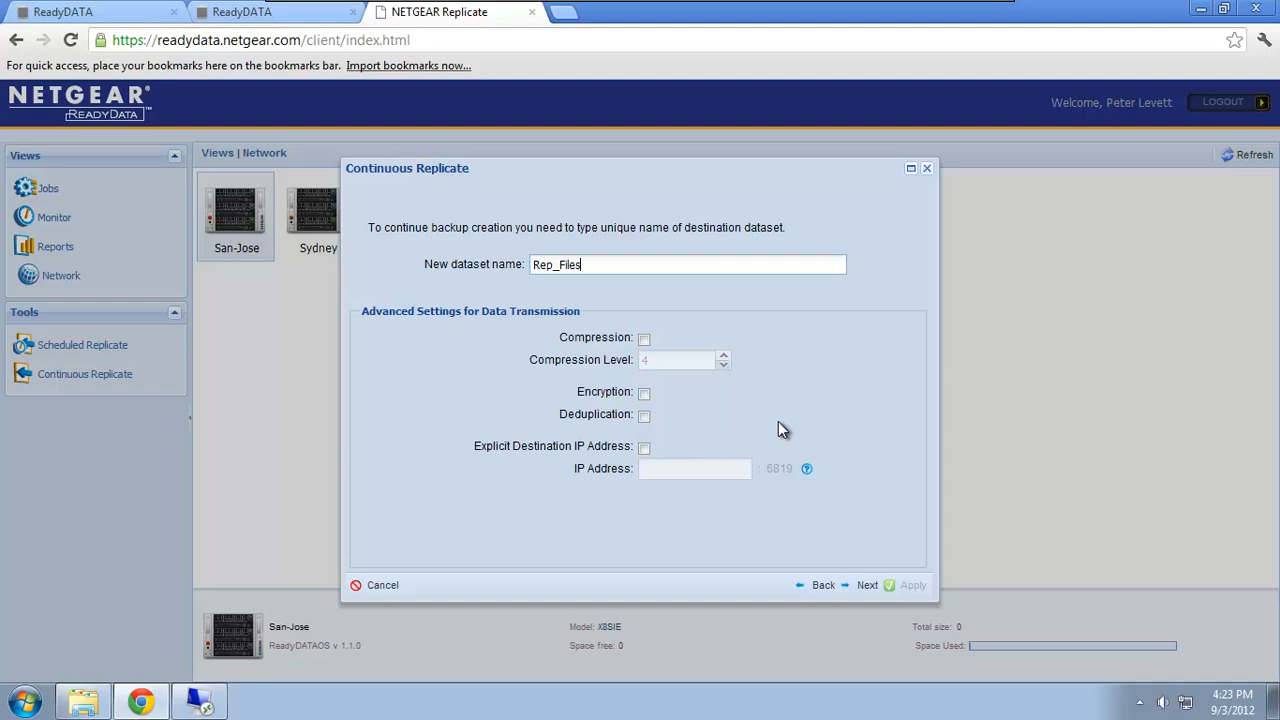 ReadyDATA
ReadyDATA
NETGEAR Replicate
https://readydata.netgear.com/client/index.html
For quick access, place your bookmarks here on the bookmarks bar. Import bookmarks now...
NETGEAR®
ReadyDATA™
Welcome, Peter Levett
LOGOUT
Views
Jobs
Monitor
Reports
Network
Tools
Scheduled Replicate
Continuous Replicate
Views | Network
Refresh
San-Jose
Sydney
Continuous Replicate
To continue backup creation you need to type unique name of destination dataset.
New dataset name: Rep_Files
Advanced Settings for Data Transmission
Compression:
Compression Level: 4
Encryption:
Deduplication:
Explicit Destination IP Address:
IP Address: : 6819 ?
Cancel
Back
Next
Apply
San-Jose
ReadyDATAOS v 1.1.0
Model: X8SIE
Space free: 0
Total size: 0
Space Used:
4:23 PM
9/3/2012